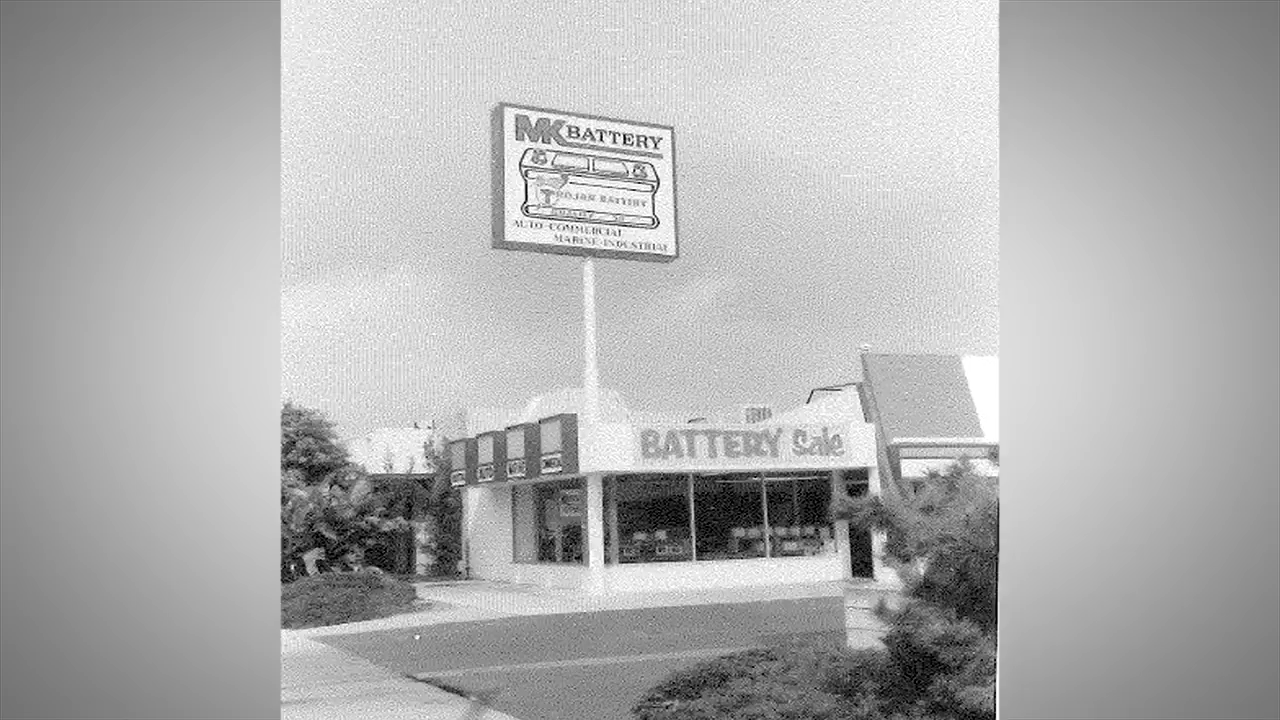 MK BATTERY
TROJAN BATTERY
AUTO-COMMERCIAL
MARINE-INDUSTRIAL
BATTERY Sale